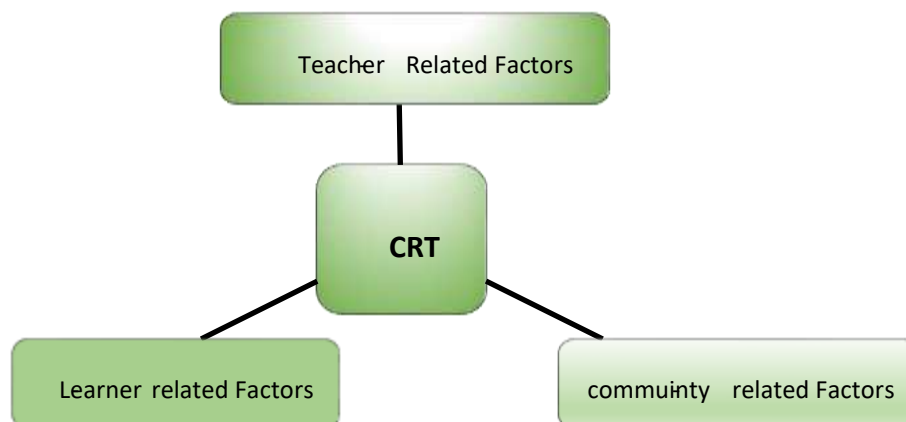 Teacher Related Factors
CRT
Learner related Factors
commuinty related Factors